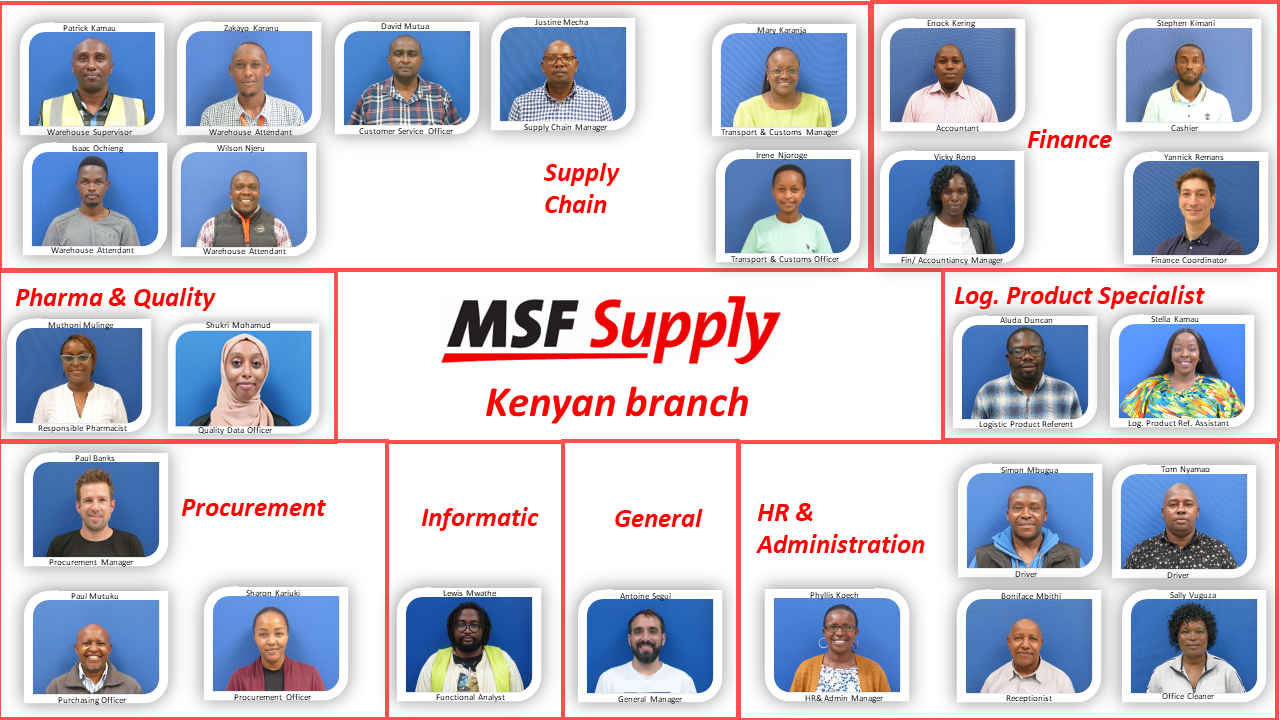 Patrick Kamau
Warehouse Supervisor
Zakayo Karanu
Warehouse Attendant
David Mutua
Customer Service Officer
Justine Mecha
Supply Chain Manager
Mary Karanja
Transport & Customs Manager
Isaac Ochieng
Warehouse Attendant
Wilson Njeru
Warehouse Attendant
Supply
Chain
Irene Njoroge
Transport & Customs Officer
Enock Kering
Accountant
Stephen Kimani
Cashier
Finance
Vicky Rono
Fin/ Accountiancy Manager
Yannick Remans
Finance Coordinator
Pharma & Quality
Muthoni Mulinge
Responsible Pharmacist
Shukri Mohamud
Quality Data Officer
MSF Supply
Kenyan branch
Log. Product Specialist
Aluda Duncan
Logistic Product Referent
Stella Kamau
Log. Product Ref. Assistant
Paul Banks
Procurement Manager
Procurement
Paul Mutuku
Purchasing Officer
Sharon Kariuki
Procurement Officer
Informatic
Lewis Mwathe
Functional Analyst
General
Antoine Segui
General Manager
HR &
Administration
Simon Mbugua
Driver
Tom Nyamao
Driver
Phyllis Koech
HR& Admin Manager
Boniface Mbithi
Receptionist
Sally Vuguza
Office Cleaner